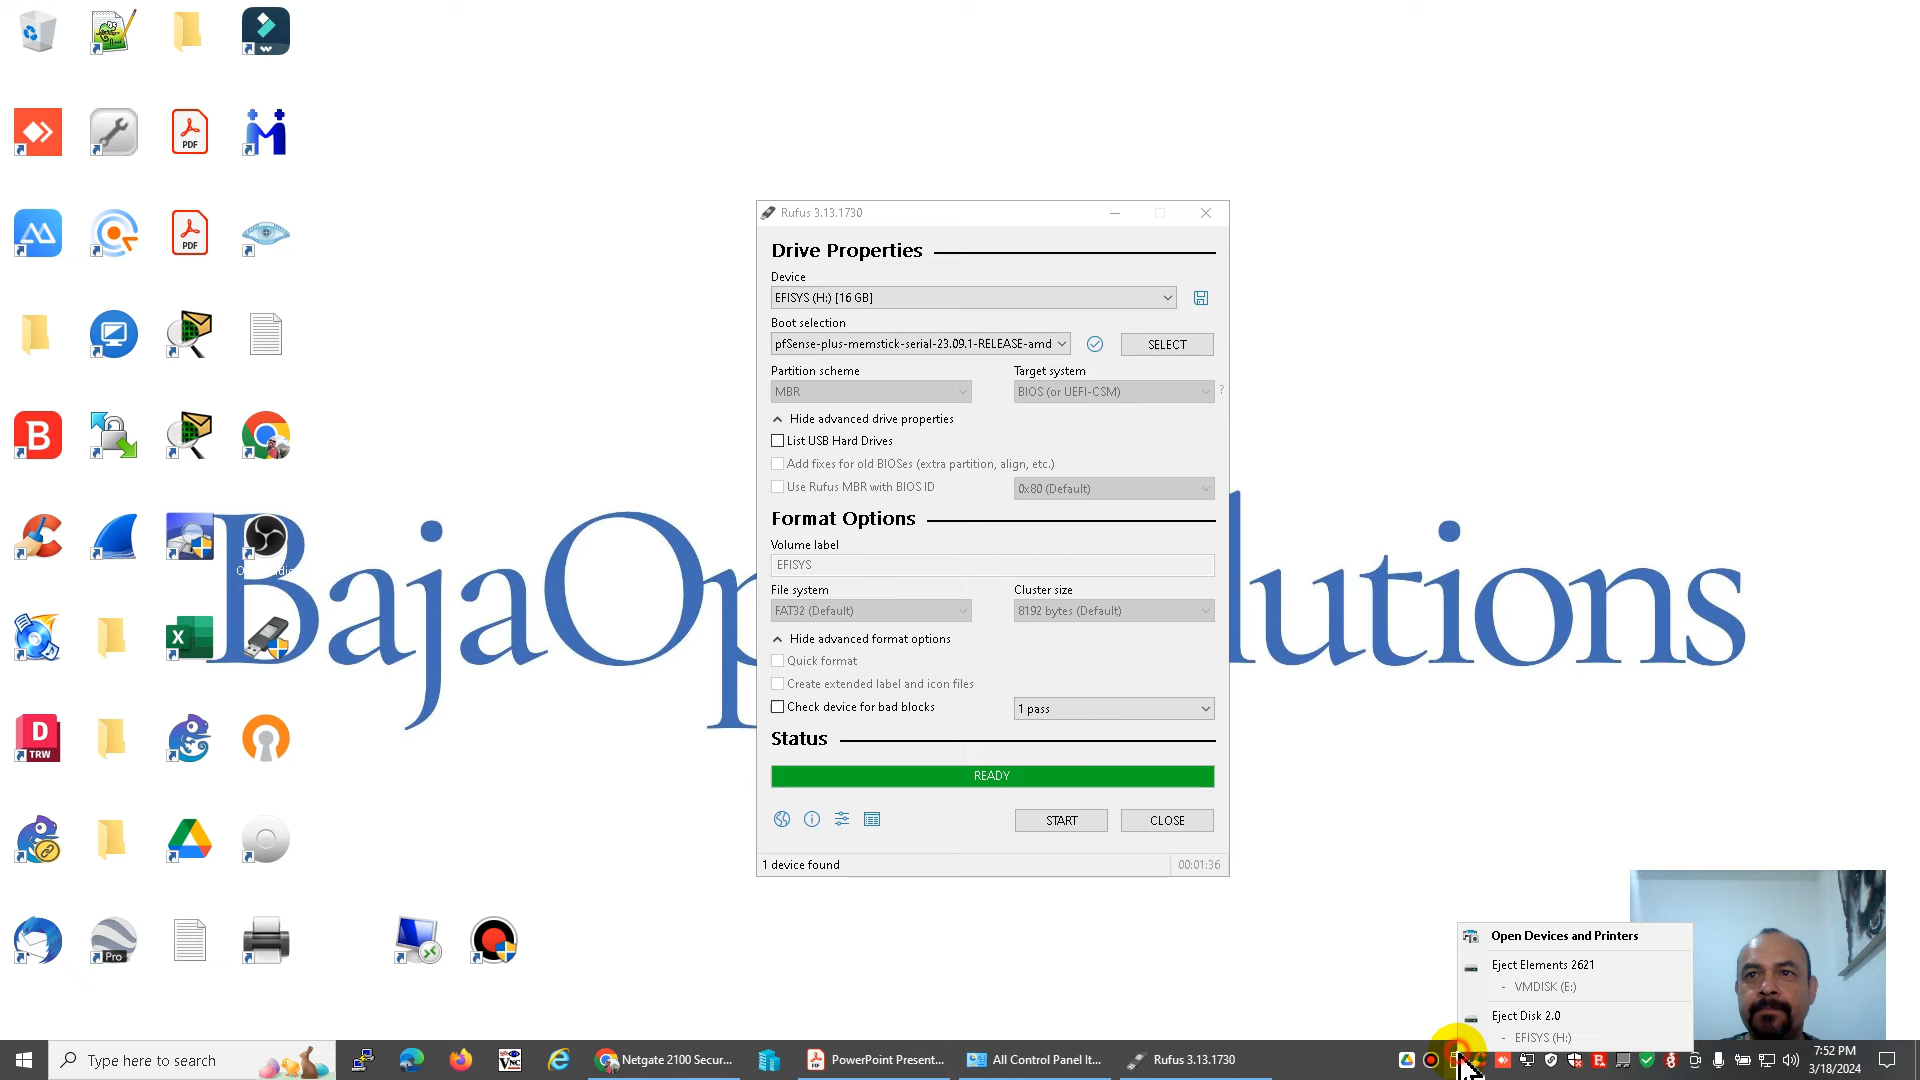 Rufus 3.13.1730
Drive Properties
Device
EFISYS (H:) [16 GB]
Boot selection
pfSense-plus-memstick-serial-23.09.1-RELEASE-amd
SELECT
Partition scheme
Target system
MBR
BIOS (or UEFI-CSM)
?
Hide advanced drive properties
List USB Hard Drives
Add fixes for old BIOSes (extra partition, align, etc.)
Use Rufus MBR with BIOS ID
0x80 (Default)
Format Options
Volume label
EFISYS
File system
Cluster size
FAT32 (Default)
8192 bytes (Default)
Hide advanced format options
Quick format
Create extended label and icon files
Check device for bad blocks
1 pass
Status
READY
START
CLOSE
1 device found
00:01:36
PDF
PDF
B
X
D
TRW
Pro
Open Devices and Printers
Eject Elements 2621
- VMDISK (E:)
Eject Disk 2.0
- EFISYS (H:)
Type here to search
VNC
Netgate 2100 Secur...
PowerPoint Present...
All Control Panel It...
Rufus 3.13.1730
7:52 PM
3/18/2024